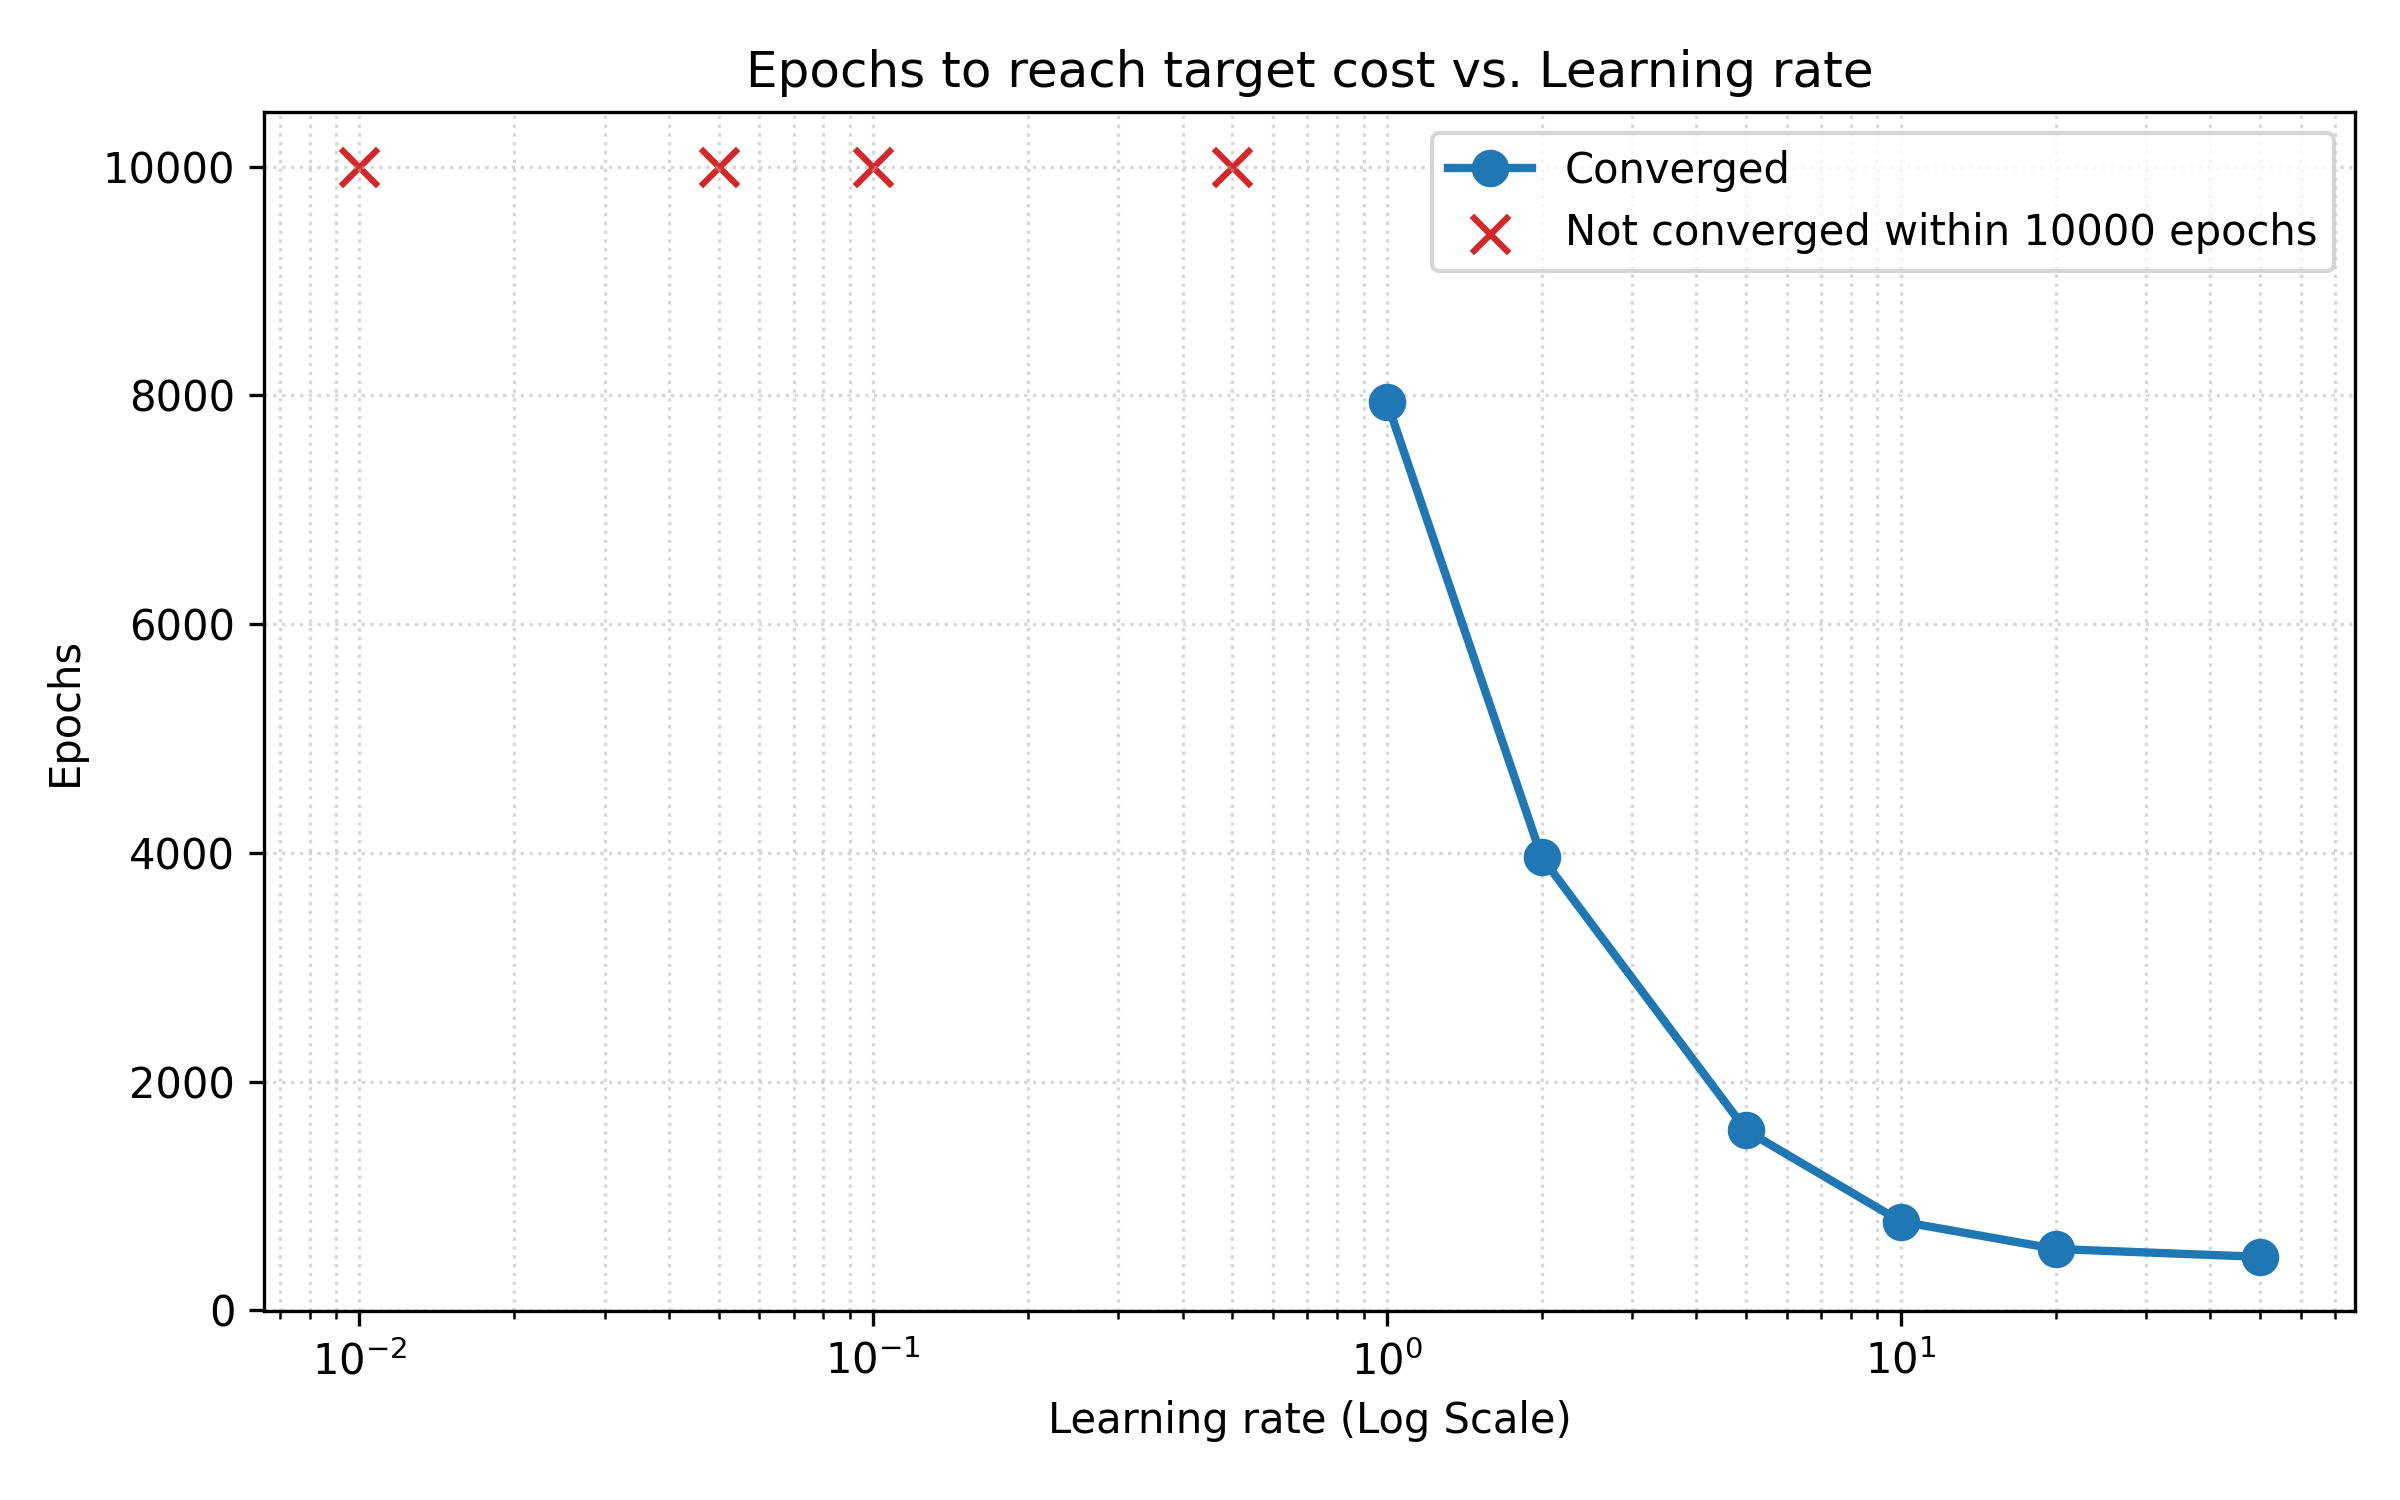 Epochs to reach target cost vs. Learning rate
Converged
Not converged within 10000 epochs
10000
8000
6000
4000
2000
0
Epochs
10⁻² 10⁻¹ 10⁰ 10¹
Learning rate (Log Scale)